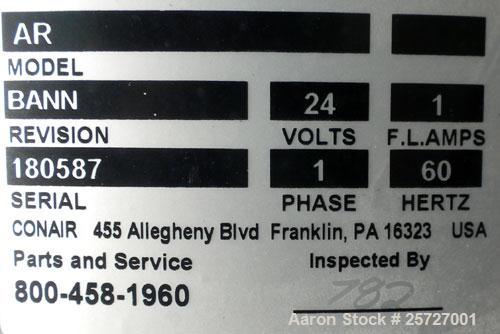 AR
MODEL
BANN 24 1
REVISION VOLTS F.L.AMPS
180587 1 60
SERIAL PHASE HERTZ
CONAIR 455 Allegheny Blvd Franklin, PA 16323 USA
Parts and Service Inspected By
800-458-1960 782
Aaron Stock # 25727001